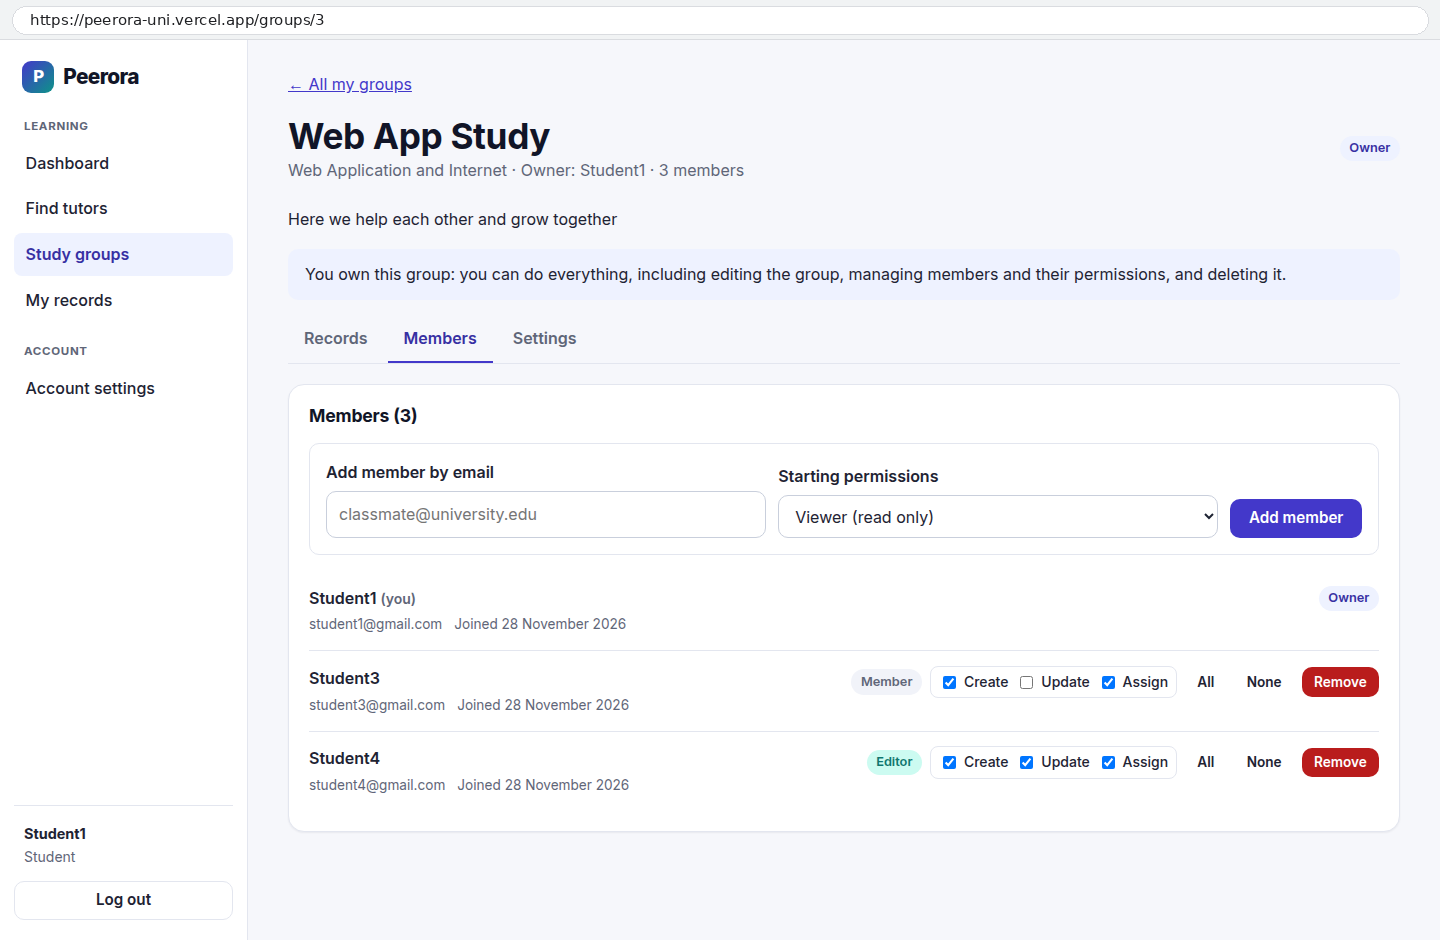 https://peerora-uni.vercel.app/groups/3
P Peerora
LEARNING
Dashboard
Find tutors
Study groups
My records
ACCOUNT
Account settings
Student1
Student
Log out
← All my groups
Web App Study
Owner
Web Application and Internet · Owner: Student1 · 3 members
Here we help each other and grow together
You own this group: you can do everything, including editing the group, managing members and their permissions, and deleting it.
Records Members Settings
Members (3)
Add member by email
classmate@university.edu
Starting permissions
Viewer (read only)
Add member
Student1 (you)
student1@gmail.com Joined 28 November 2026
Owner
Student3
student3@gmail.com Joined 28 November 2026
Member Create Update Assign All None Remove
Student4
student4@gmail.com Joined 28 November 2026
Editor Create Update Assign All None Remove